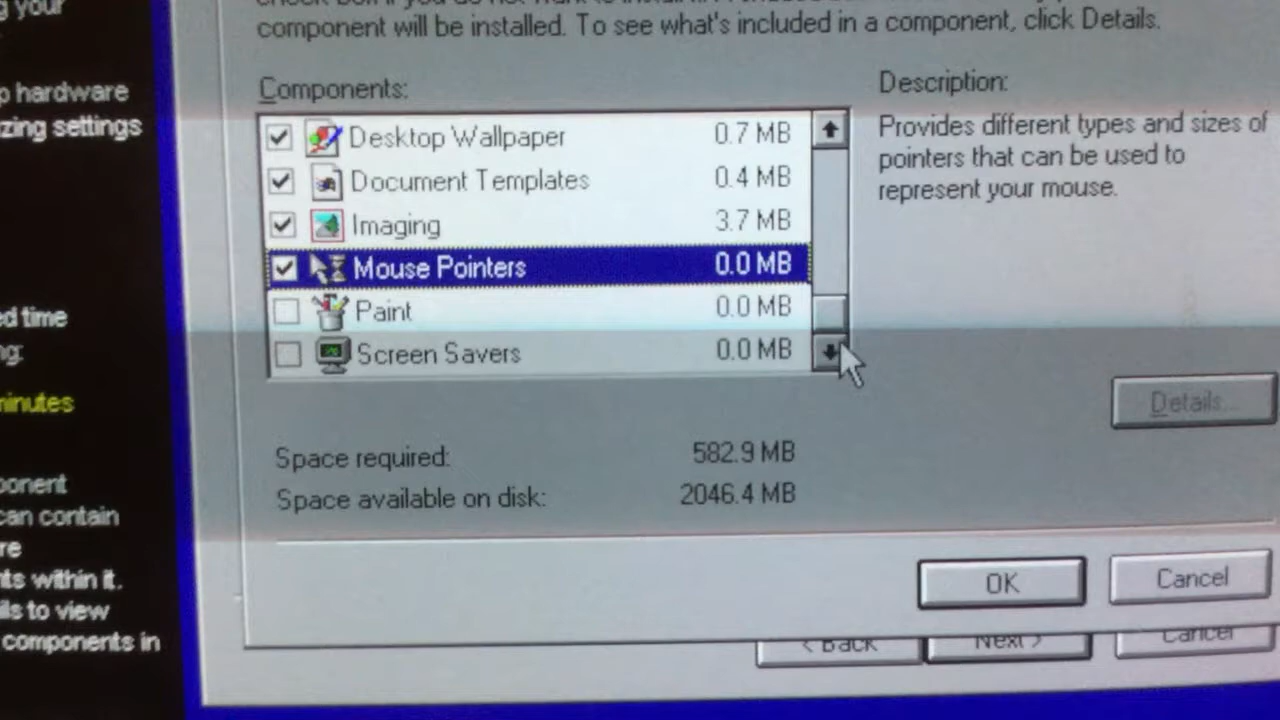 g your
component will be installed. To see what's included in a component, click Details.
Components:
Description:
Desktop Wallpaper 0.7 MB
Document Templates 0.4 MB
Imaging 3.7 MB
Mouse Pointers 0.0 MB
Paint 0.0 MB
Screen Savers 0.0 MB
Provides different types and sizes of
pointers that can be used to
represent your mouse.
Details...
Space required: 582.9 MB
Space available on disk: 2046.4 MB
OK
Cancel
< Back
Next >
Cancel
p hardware
zing settings
ed time
ng:
minutes
ponent
can contain
re
nts within it.
ils to view
components in